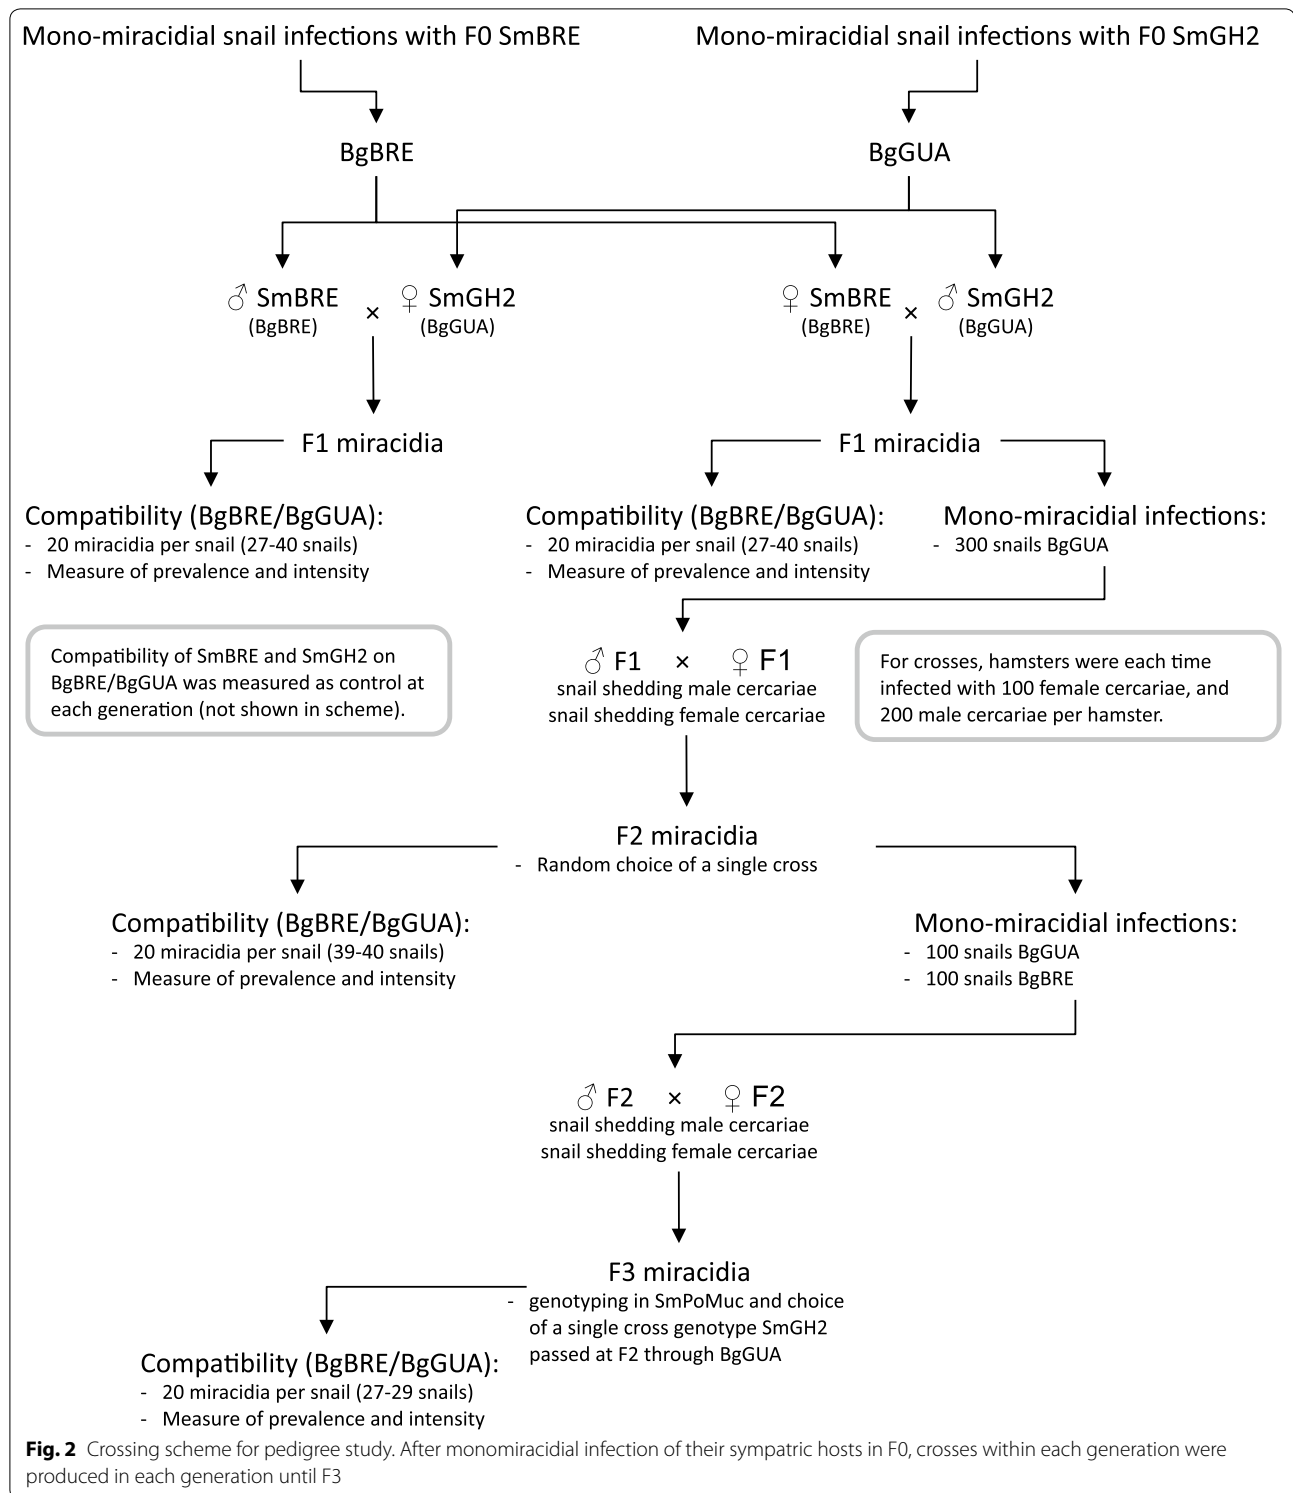 Mono-miracidial snail infections with F0 SmBRE
Mono-miracidial snail infections with F0 SmGH2
BgBRE
BgGUA
♂ SmBRE × ♀ SmGH2
(BgBRE) (BgGUA)
♀ SmBRE × ♂ SmGH2
(BgBRE) (BgGUA)
F1 miracidia
F1 miracidia
Compatibility (BgBRE/BgGUA):
- 20 miracidia per snail (27-40 snails)
- Measure of prevalence and intensity
Compatibility (BgBRE/BgGUA):
- 20 miracidia per snail (27-40 snails)
- Measure of prevalence and intensity
Mono-miracidial infections:
- 300 snails BgGUA
Compatibility of SmBRE and SmGH2 on
BgBRE/BgGUA was measured as control at
each generation (not shown in scheme).
♂ F1 × ♀ F1
snail shedding male cercariae
snail shedding female cercariae
For crosses, hamsters were each time
infected with 100 female cercariae, and
200 male cercariae per hamster.
F2 miracidia
- Random choice of a single cross
Compatibility (BgBRE/BgGUA):
- 20 miracidia per snail (39-40 snails)
- Measure of prevalence and intensity
Mono-miracidial infections:
- 100 snails BgGUA
- 100 snails BgBRE
♂ F2 × ♀ F2
snail shedding male cercariae
snail shedding female cercariae
F3 miracidia
- genotyping in SmPoMuc and choice
of a single cross genotype SmGH2
passed at F2 through BgGUA
Compatibility (BgBRE/BgGUA):
- 20 miracidia per snail (27-29 snails)
- Measure of prevalence and intensity
Fig. 2 Crossing scheme for pedigree study. After monomiracidial infection of their sympatric hosts in F0, crosses within each generation were
produced in each generation until F3